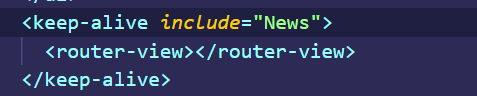 <keep-alive include="News">
<router-view></router-view>
</keep-alive>